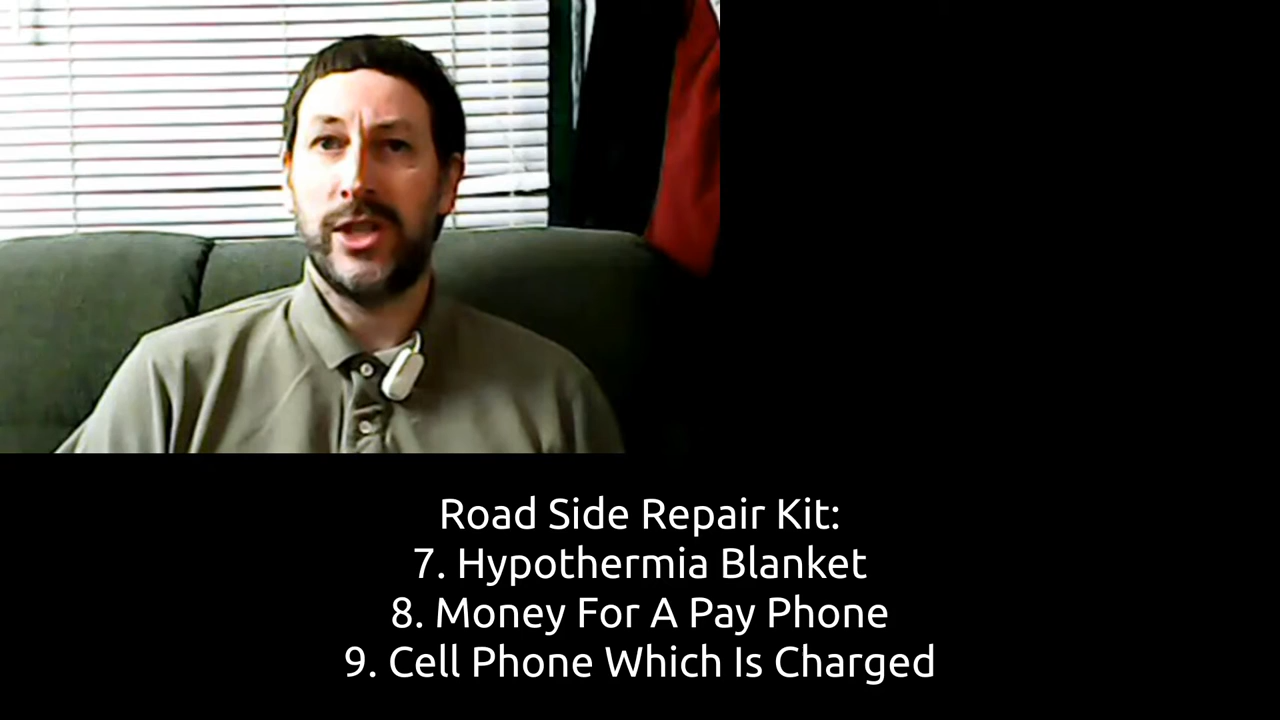 Road Side Repair Kit:
7. Hypothermia Blanket
8. Money For A Pay Phone
9. Cell Phone Which Is Charged